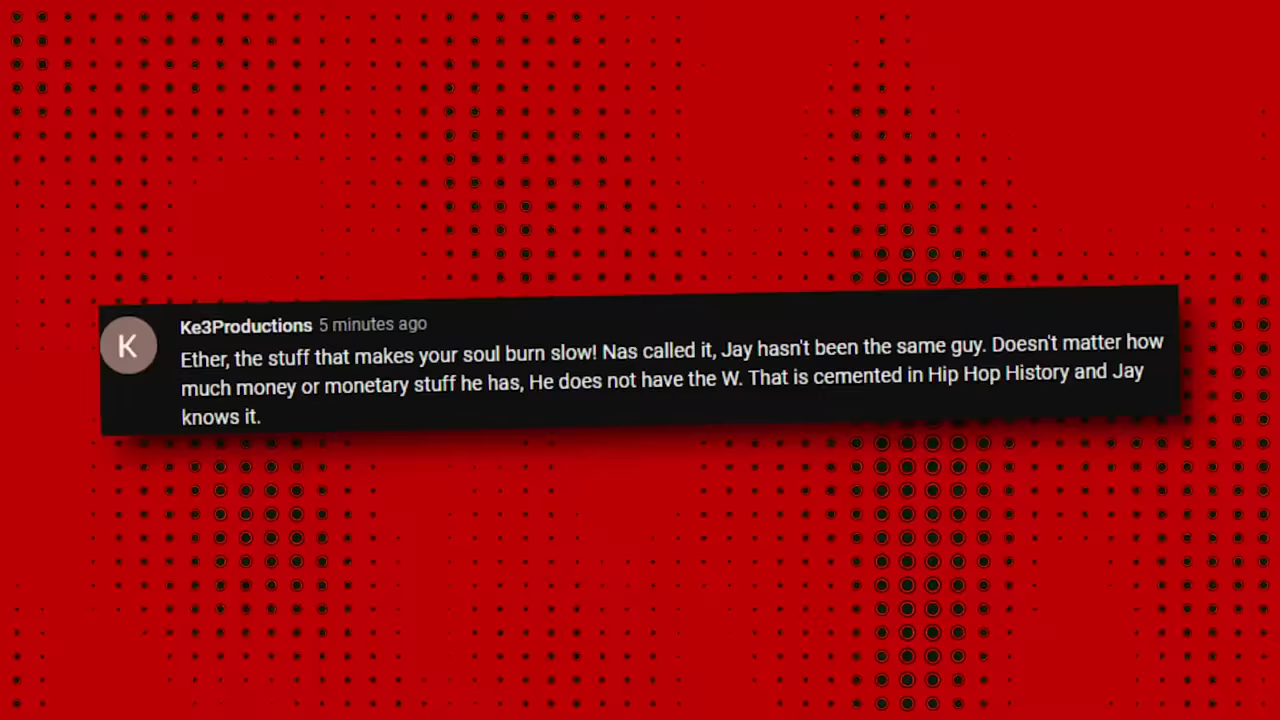 K
Ke3Productions 5 minutes ago
Ether, the stuff that makes your soul burn slow! Nas called it, Jay hasn't been the same guy. Doesn't matter how
much money or monetary stuff he has, He does not have the W. That is cemented in Hip Hop History and Jay
knows it.